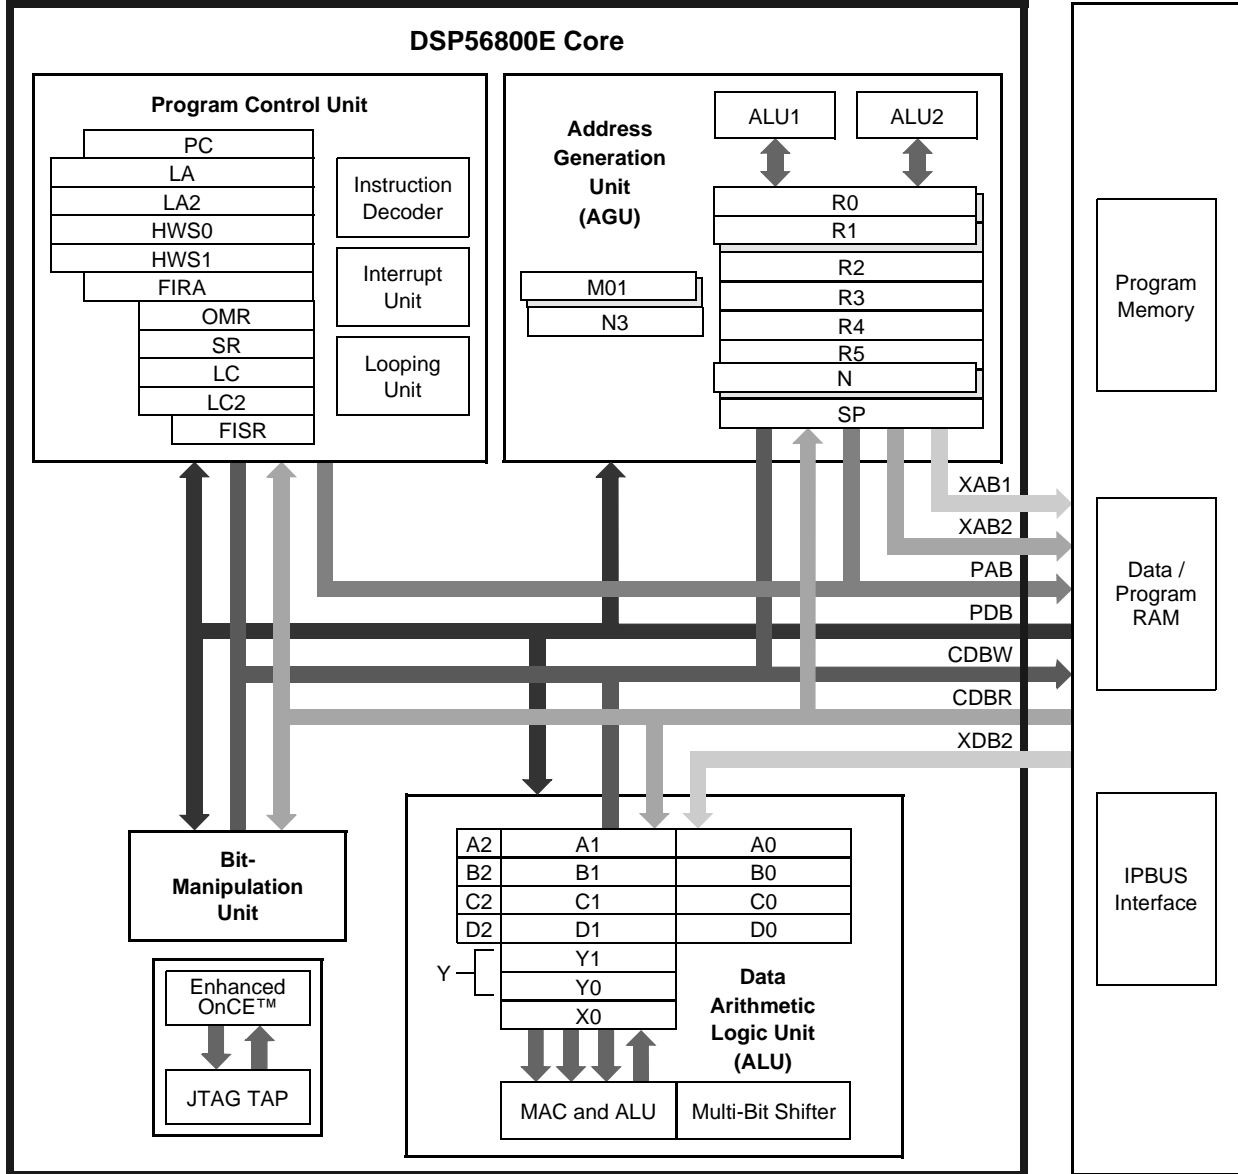 DSP56800E Core
Program Control Unit
PC
LA
LA2
HWS0
HWS1
FIRA
OMR
SR
LC
LC2
FISR
Instruction
Decoder
Interrupt
Unit
Looping
Unit
Address
Generation
Unit
(AGU)
ALU1
ALU2
R0
R1
R2
R3
R4
R5
N
SP
M01
N3
XAB1
XAB2
PAB
PDB
CDBW
CDBR
XDB2
Program
Memory
Data /
Program
RAM
IPBUS
Interface
Bit-
Manipulation
Unit
Enhanced
OnCE™
JTAG TAP
A2 A1 A0
B2 B1 B0
C2 C1 C0
D2 D1 D0
Y
Y1
Y0
X0
Data
Arithmetic
Logic Unit
(ALU)
MAC and ALU
Multi-Bit Shifter